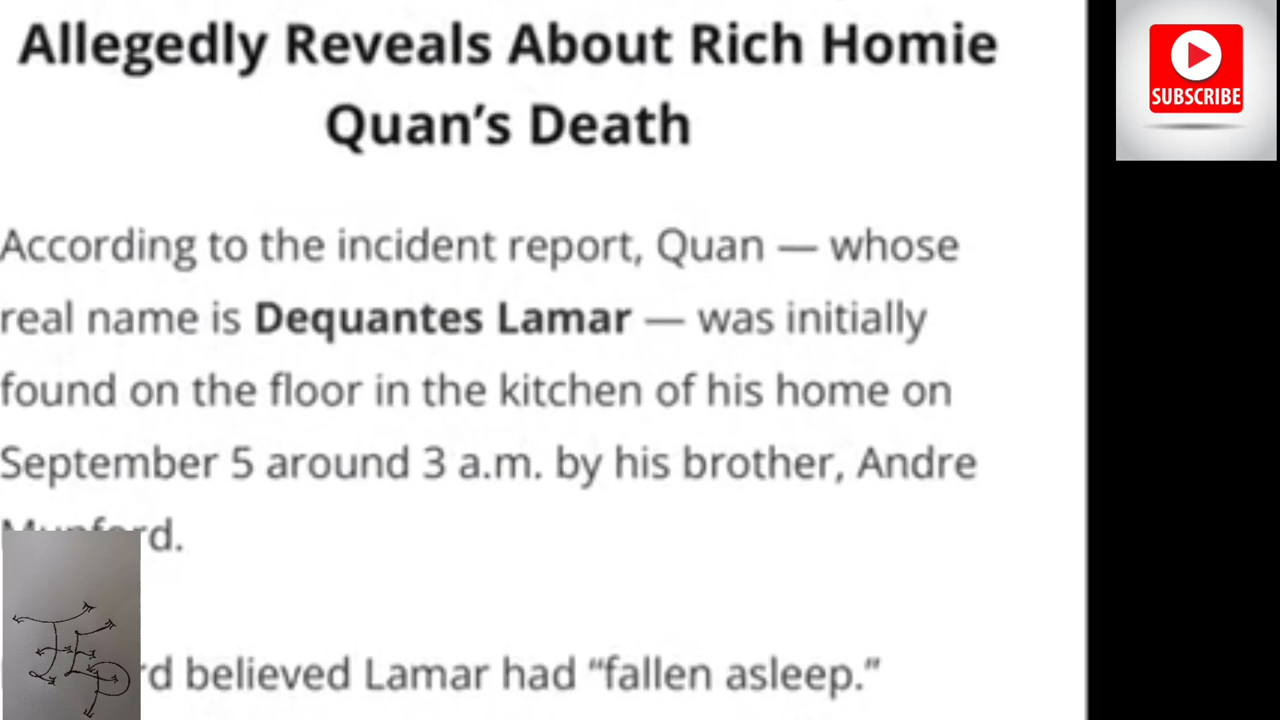 Allegedly Reveals About Rich Homie
Quan’s Death
SUBSCRIBE
According to the incident report, Quan — whose
real name is Dequantes Lamar — was initially
found on the floor in the kitchen of his home on
September 5 around 3 a.m. by his brother, Andre
believed Lamar had “fallen asleep.”